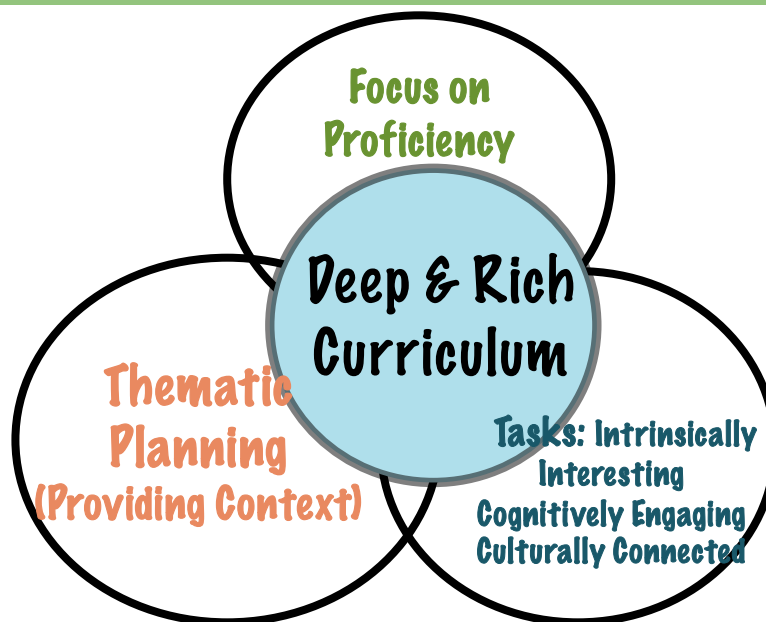 Focus on
Proficiency
Deep & Rich
Curriculum
Thematic
Planning
(Providing Context)
Tasks: Intrinsically
Interesting
Cognitively Engaging
Culturally Connected